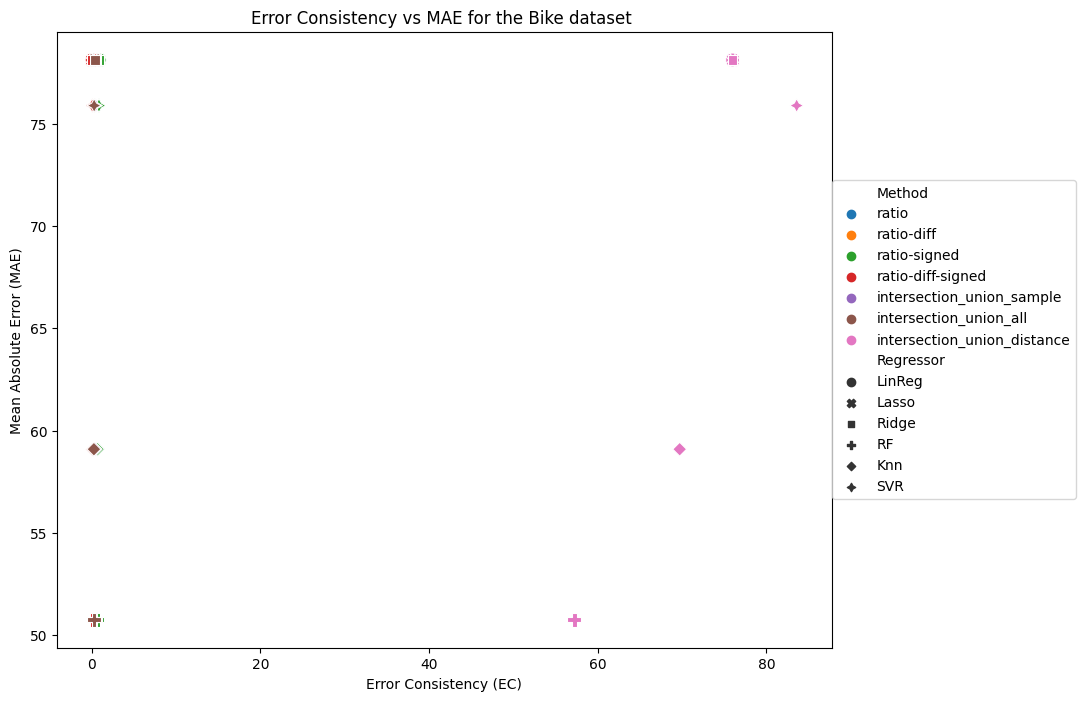 Error Consistency vs MAE for the Bike dataset
Mean Absolute Error (MAE)
75
70
65
60
55
50
0 20 40 60 80
Error Consistency (EC)
Method
ratio
ratio-diff
ratio-signed
ratio-diff-signed
intersection_union_sample
intersection_union_all
intersection_union_distance
Regressor
LinReg
Lasso
Ridge
RF
Knn
SVR